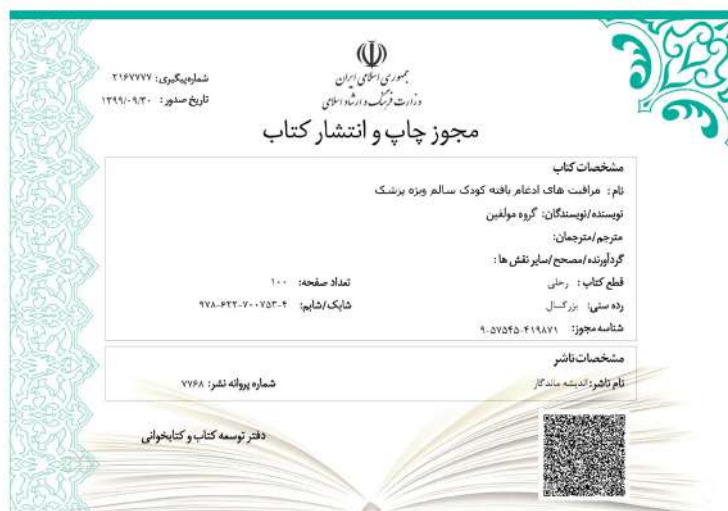 جمهوری اسلامی ایران
وزارت فرهنگ و ارشاد اسلامی
شماره‌پیگیری: ۲۱۶۷۷۷۷
تاریخ صدور: ۱۳۹۹/۰۹/۳۰
مجوز چاپ و انتشار کتاب
مشخصات کتاب
نام: مراقبت های ادغام یافته کودک سالم ویژه پزشک
نویسنده/نویسندگان: گروه مولفین
مترجم/مترجمان:
گردآورنده/مصحح/سایر نقش ها:
قطع کتاب: رحلی تعداد صفحه: ۱۰۰
رده سنی: بزرگسال شابک/شابم: ۹۷۸-۶۲۲-۷۰۰۷۵۳-۴
شناسه مجوز: ۹-۵۷۵۴۵-۴۱۹۸۷۱
مشخصات ناشر
نام ناشر: اندیشه ماندگار شماره پروانه نشر: ۷۷۶۸
دفتر توسعه کتاب و کتابخوانی